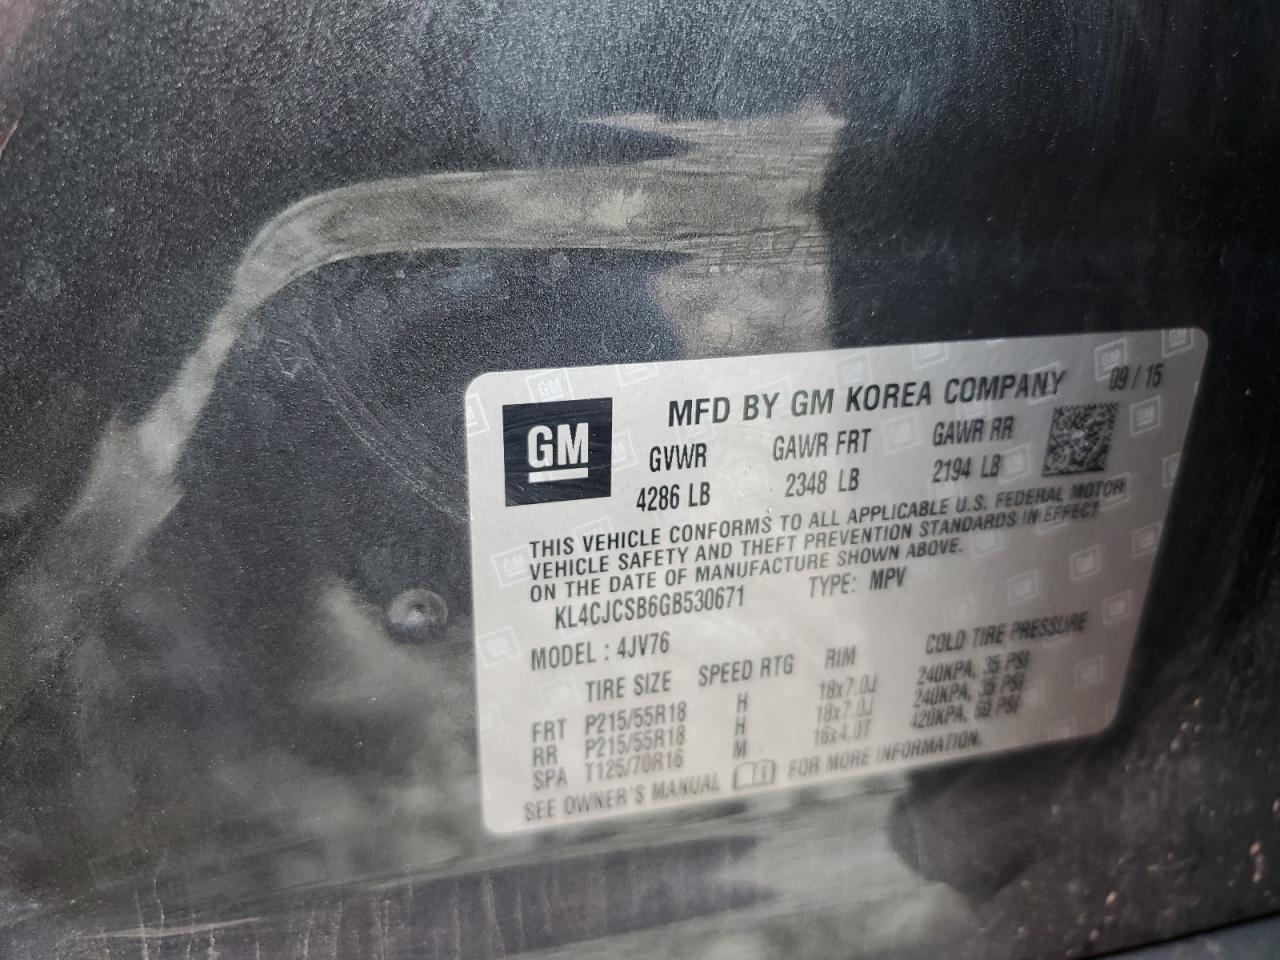 MFD BY GM KOREA COMPANY 09 / 15
GM
GVWR GAWR FRT GAWR RR
4286 LB 2348 LB 2194 LB
THIS VEHICLE CONFORMS TO ALL APPLICABLE U.S. FEDERAL MOTOR
VEHICLE SAFETY AND THEFT PREVENTION STANDARDS IN EFFECT
ON THE DATE OF MANUFACTURE SHOWN ABOVE.
KL4CJCSB6GB530671 TYPE: MPV
MODEL : 4JV76
TIRE SIZE SPEED RTG RIM COLD TIRE PRESSURE
FRT P215/55R18 H 18x7.0J 240KPA, 35 PSI
RR P215/55R18 H 18x7.0J 240KPA, 35 PSI
SPA T125/70R16 M 16x4.0T 420KPA, 60 PSI
SEE OWNER'S MANUAL FOR MORE INFORMATION.